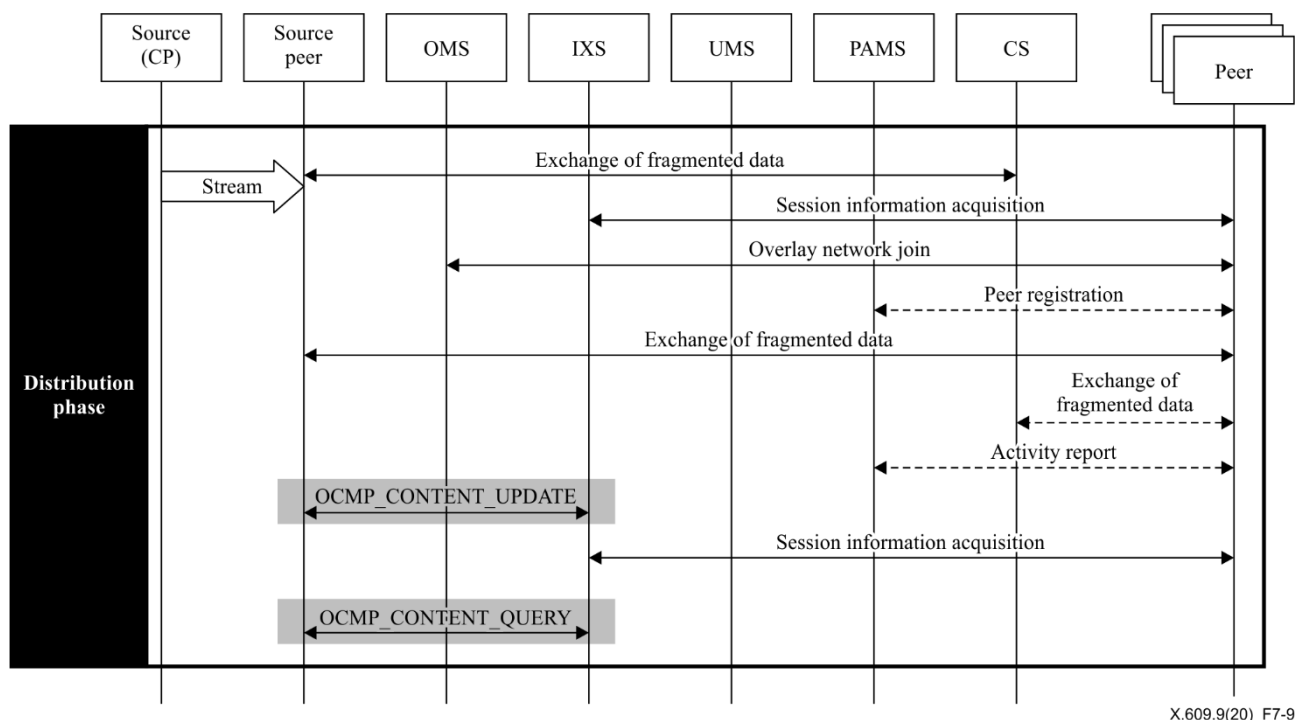 Source
(CP)
Source
peer
OMS
IXS
UMS
PAMS
CS
Peer
Distribution
phase
Stream
Exchange of fragmented data
Session information acquisition
Overlay network join
Peer registration
Exchange of fragmented data
Exchange of
fragmented data
Activity report
OCMP_CONTENT_UPDATE
Session information acquisition
OCMP_CONTENT_QUERY
X.609.9(20)_F7-9